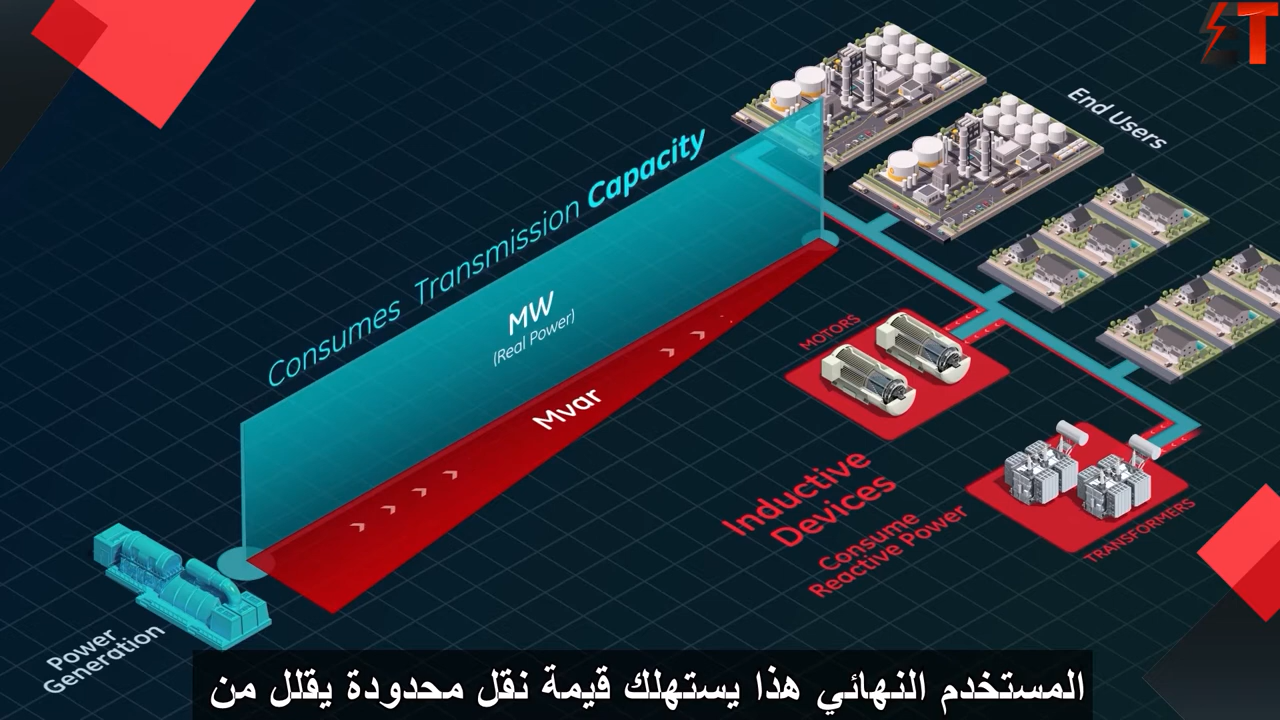 Consumes Transmission Capacity
End Users
MW
(Real Power)
Mvar
MOTORS
Inductive
Devices
Consume
Reactive Power
TRANSFORMERS
Power
Generation
المستخدم النهائي هذا يستهلك قيمة نقل محدودة يقلل من